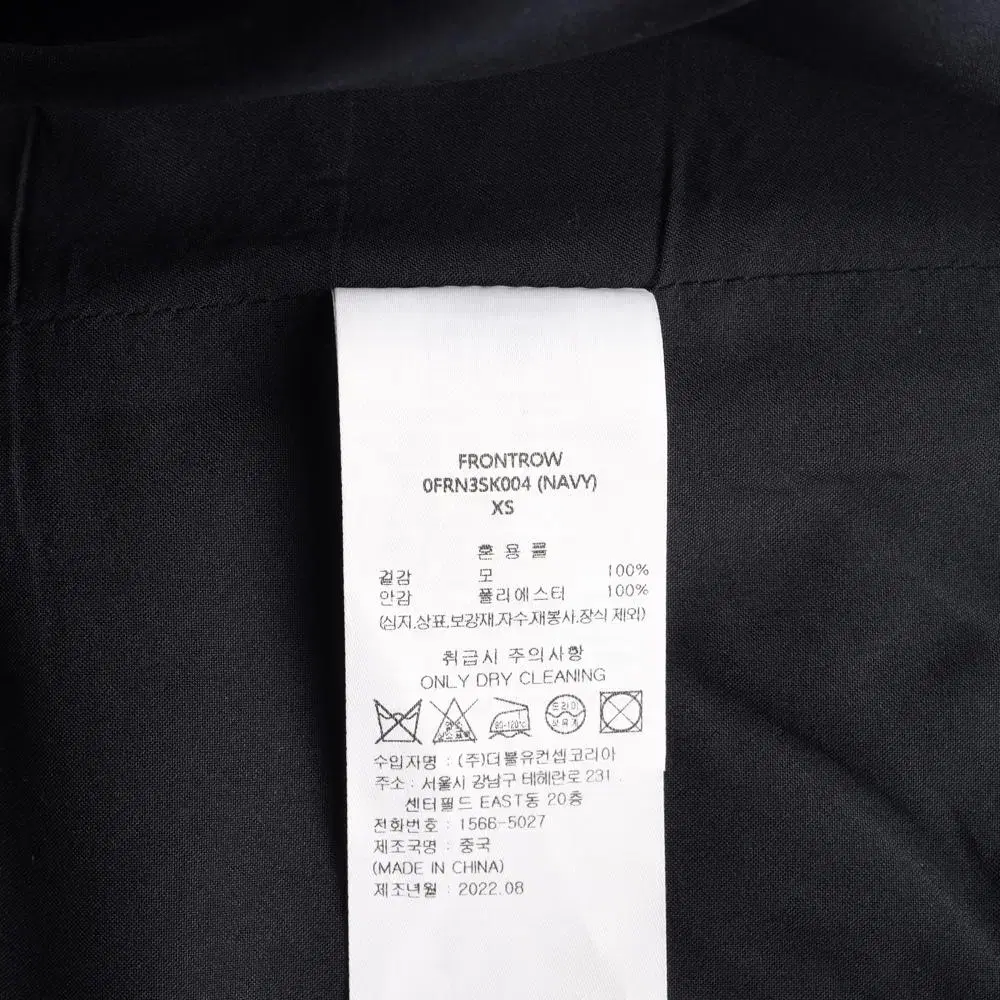 FRONTROW
0FRN3SK004 (NAVY)
XS
혼 용 률
겉감 모 100%
안감 폴리에스터 100%
(심지,상표,보강재,자수,재봉사,장식 제외)
취급시 주의사항
ONLY DRY CLEANING
80~120℃
드라이
수입자명 : (주)더블유컨셉코리아
주소 : 서울시 강남구 테헤란로 231 .
센터필드 EAST동 20층
전화번호 : 1566-5027
제조국명 : 중국
(MADE IN CHINA)
제조년월 : 2022.08